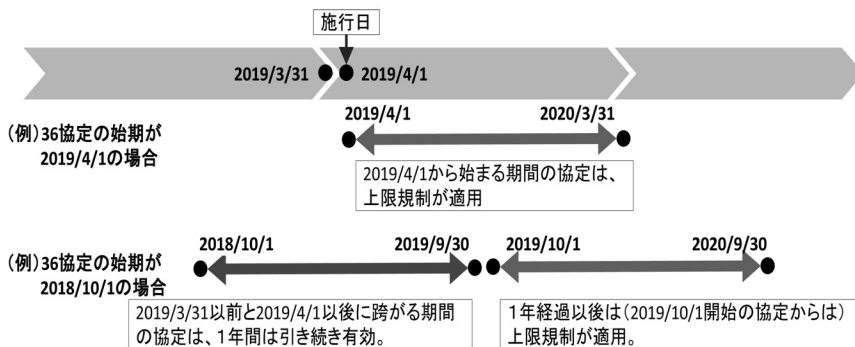 施行日
2019/3/31 2019/4/1
(例)36協定の始期が
2019/4/1の場合
2019/4/1 2020/3/31
2019/4/1から始まる期間の協定は、
上限規制が適用
(例)36協定の始期が
2018/10/1の場合
2018/10/1 2019/9/30
2019/3/31以前と2019/4/1以後に跨がる期間
の協定は、1年間は引き続き有効。
2019/10/1 2020/9/30
1年経過以後は(2019/10/1開始の協定からは)
上限規制が適用。